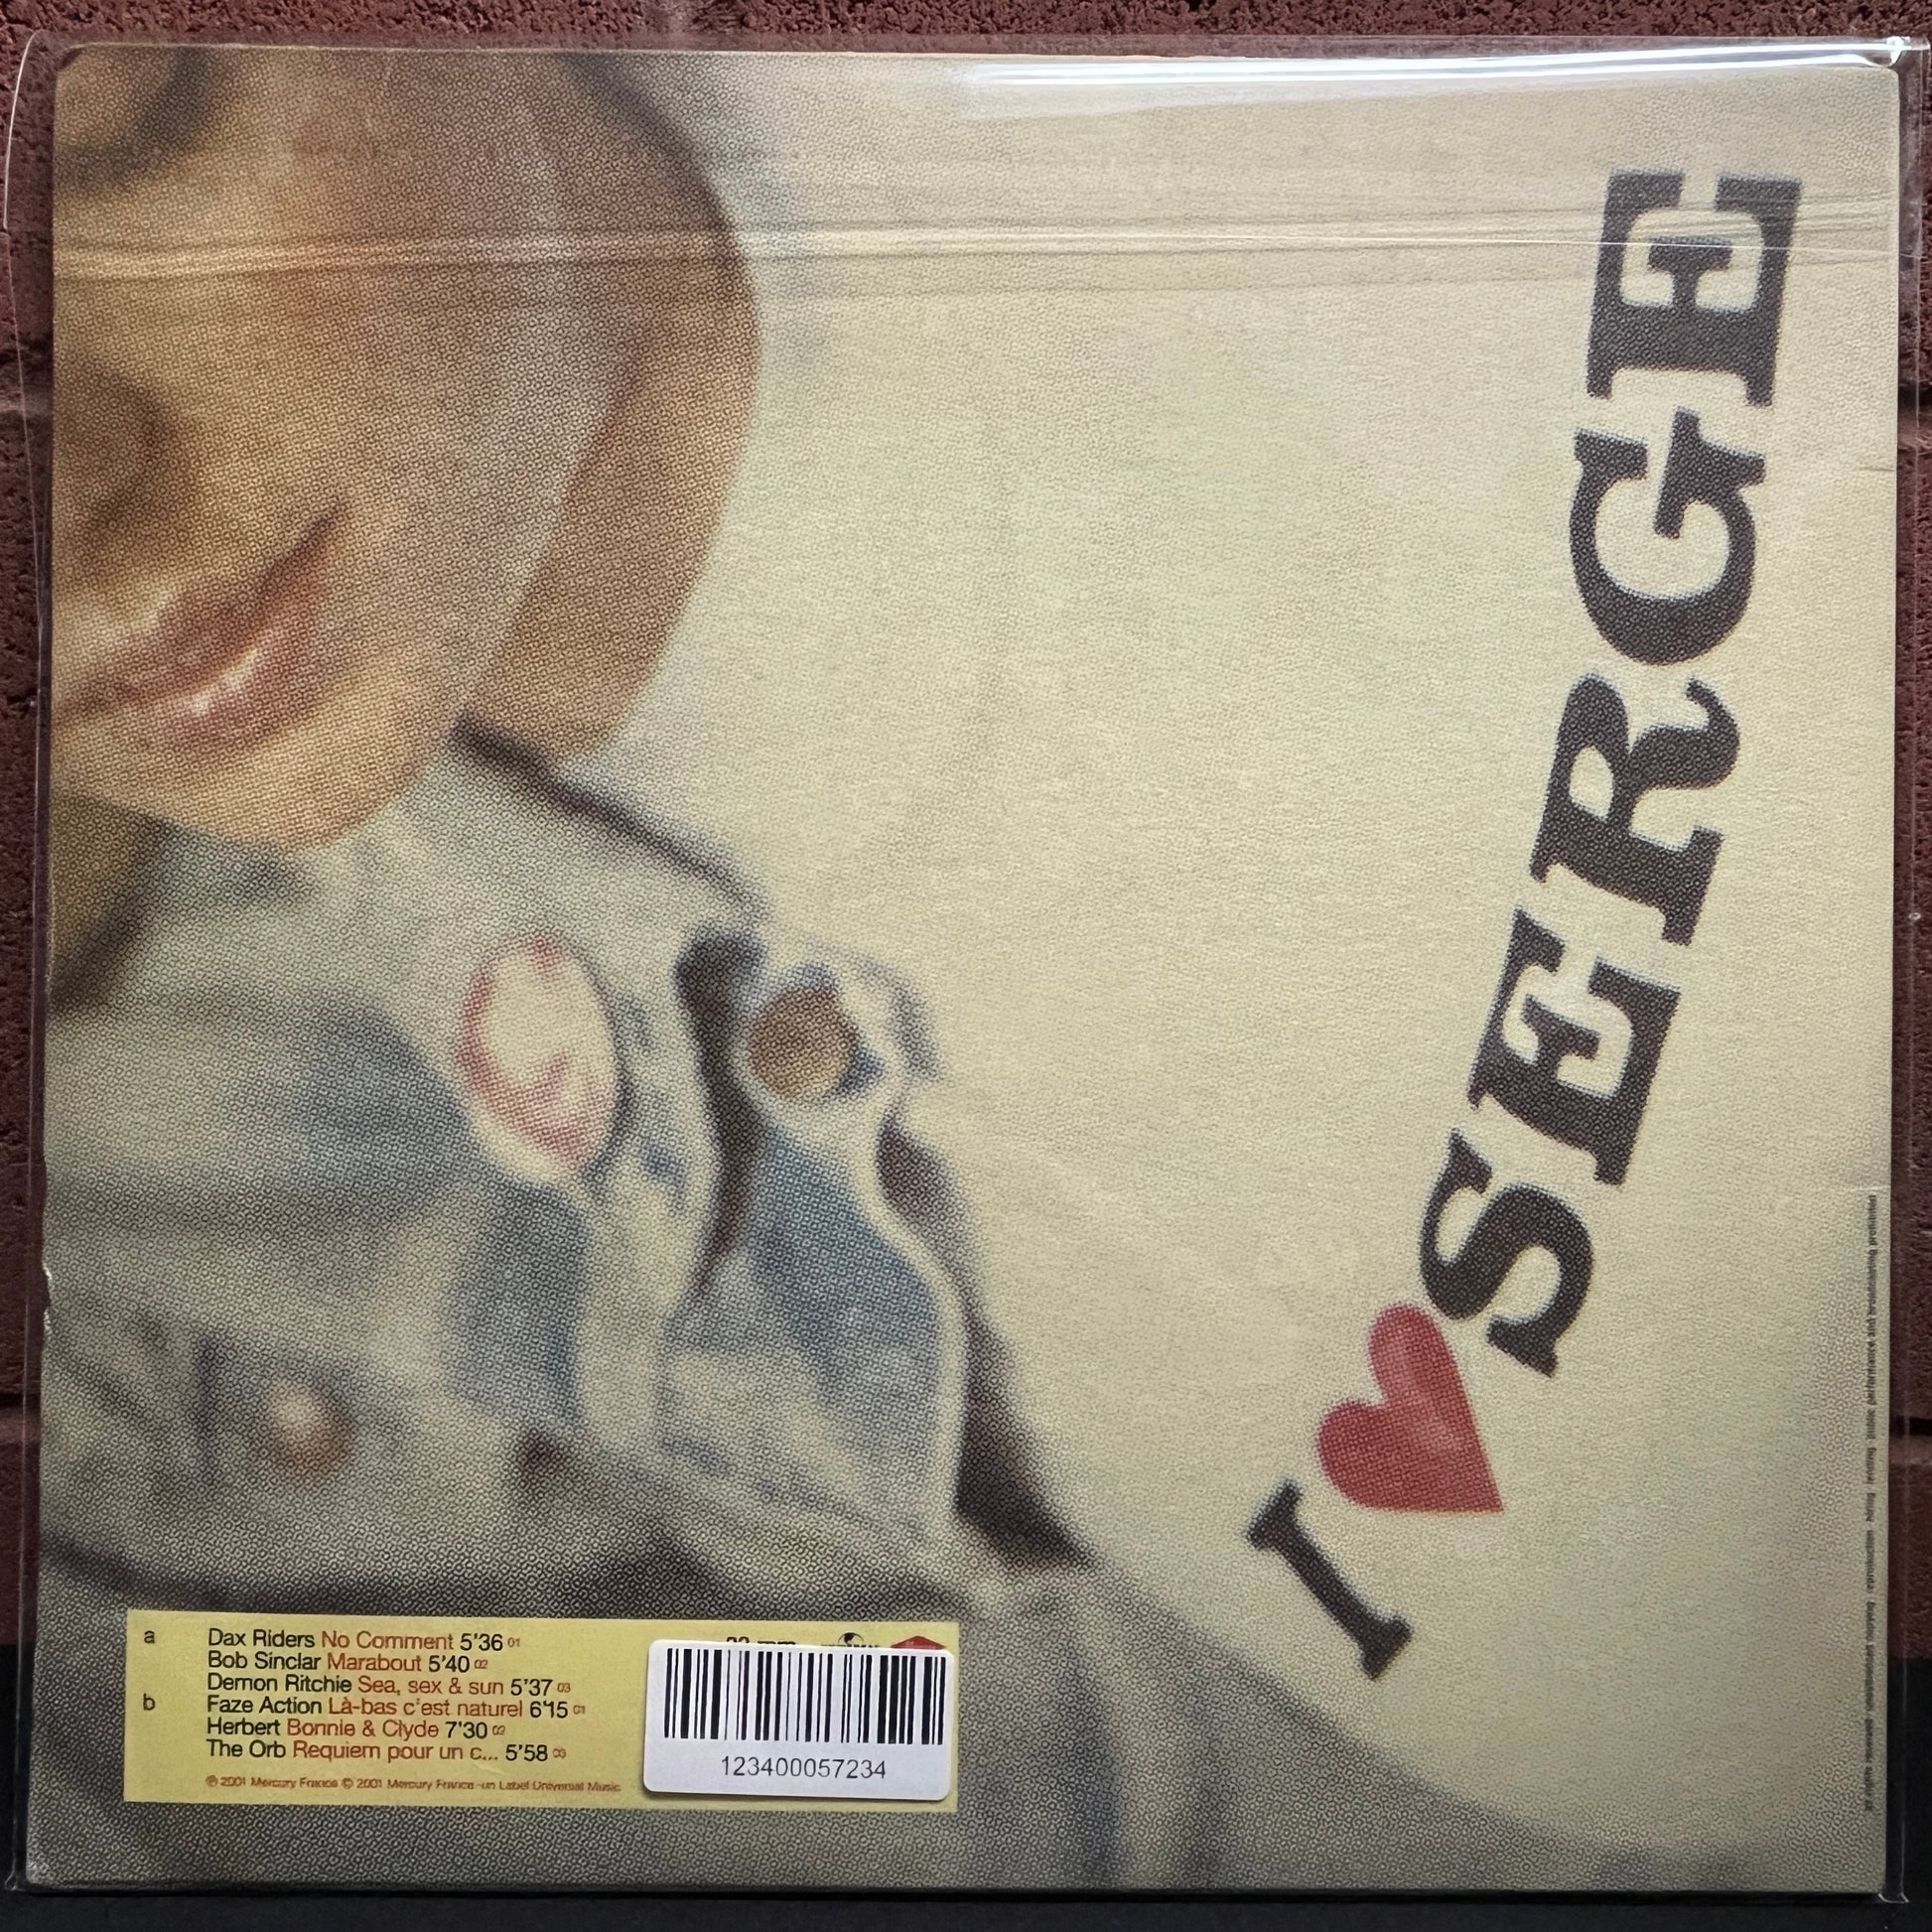 I ♥ SERGE
a Dax Riders No Comment 5'36 01
Bob Sinclar Marabout 5'40 02
Demon Ritchie Sea, sex & sun 5'37 03
b Faze Action Là-bas c'est naturel 6'15 01
Herbert Bonnie & Clyde 7'30 02
The Orb Requiem pour un c... 5'58 03
℗ 2001 Mercury France © 2001 Mercury France - un Label Universal Music
123400057234